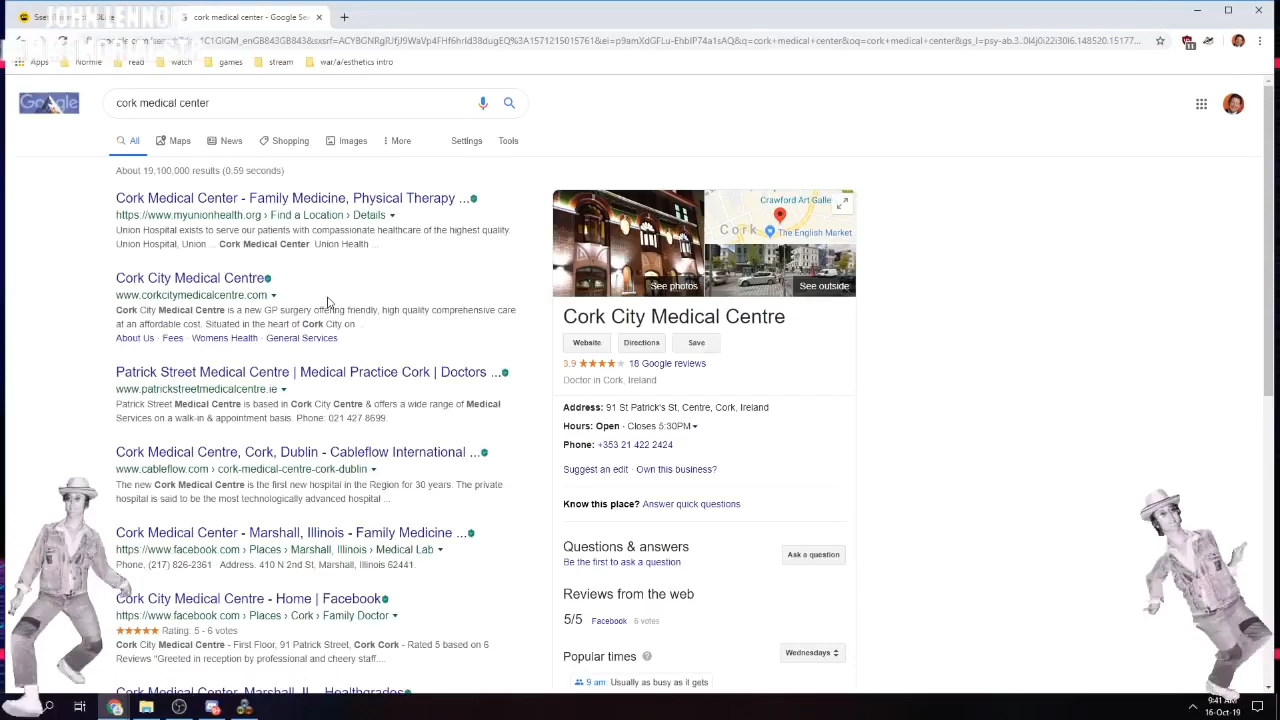 JOHN LENNO
cork medical center - Google Se
Apps
Normie
read
watch
games
stream
war/a/esthetics intro
Google
cork medical center
All
Maps
News
Shopping
Images
More
Settings
Tools
About 19,100,000 results (0.59 seconds)
Cork Medical Center - Family Medicine, Physical Therapy ...
https://www.myunionhealth.org › Find a Location › Details
Union Hospital exists to serve our patients with compassionate healthcare of the highest quality.
Union Hospital, Union ... Cork Medical Center Union Health ...
Cork City Medical Centre
www.corkcitymedicalcentre.com
Cork City Medical Centre is a new GP surgery offering friendly, high quality comprehensive care
at an affordable cost. Situated in the heart of Cork City on ...
About Us · Fees · Womens Health · General Services
Patrick Street Medical Centre | Medical Practice Cork | Doctors ...
www.patrickstreetmedicalcentre.ie
Patrick Street Medical Centre is based in Cork City Centre & offers a wide range of Medical
Services on a walk-in & appointment basis. Phone: 021 427 8699.
Cork Medical Centre, Cork, Dublin - Cableflow International ...
www.cableflow.com › cork-medical-centre-cork-dublin
The new Cork Medical Centre is the first new hospital in the Region for 30 years. The private
hospital is said to be the most technologically advanced hospital ...
Cork Medical Center - Marshall, Illinois - Family Medicine ...
https://www.facebook.com › Places › Marshall, Illinois › Medical Lab
Phone, (217) 826-2361 · Address. 410 N 2nd St, Marshall, Illinois 62441.
Cork City Medical Centre - Home | Facebook
https://www.facebook.com › Places › Cork › Family Doctor
Rating: 5 - 6 votes
Cork City Medical Centre - First Floor, 91 Patrick Street, Cork Cork - Rated 5 based on 6
Reviews "Greeted in reception by professional and cheery staff....
Cork Medical Center, Marshall, IL - Healthgrades
Crawford Art Galle
Cork
The English Market
See photos
See outside
Cork City Medical Centre
Website
Directions
Save
3.9
18 Google reviews
Doctor in Cork, Ireland
Address: 91 St Patrick's St, Centre, Cork, Ireland
Hours: Open · Closes 5:30PM
Phone: +353 21 422 2424
Suggest an edit · Own this business?
Know this place? Answer quick questions
Questions & answers
Be the first to ask a question
Ask a question
Reviews from the web
5/5 Facebook 6 votes
Popular times
Wednesdays
9 am: Usually as busy as it gets
9:41 AM
16-Oct-19